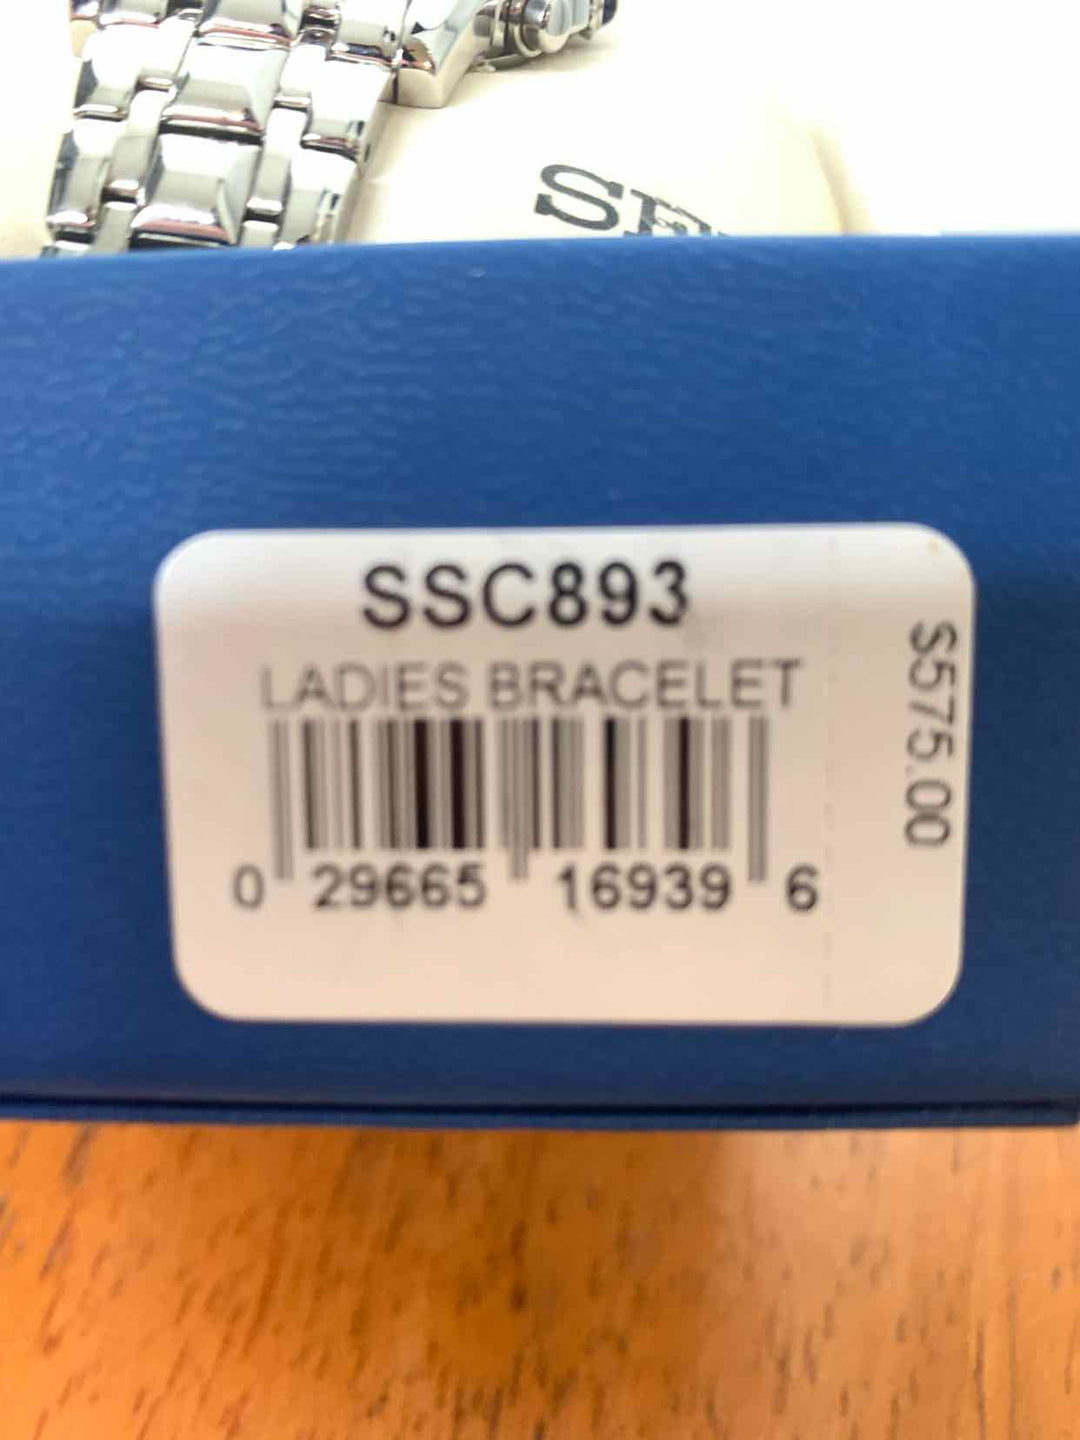 SSC893
LADIES BRACELET
$575.00
0 29665 16939 6